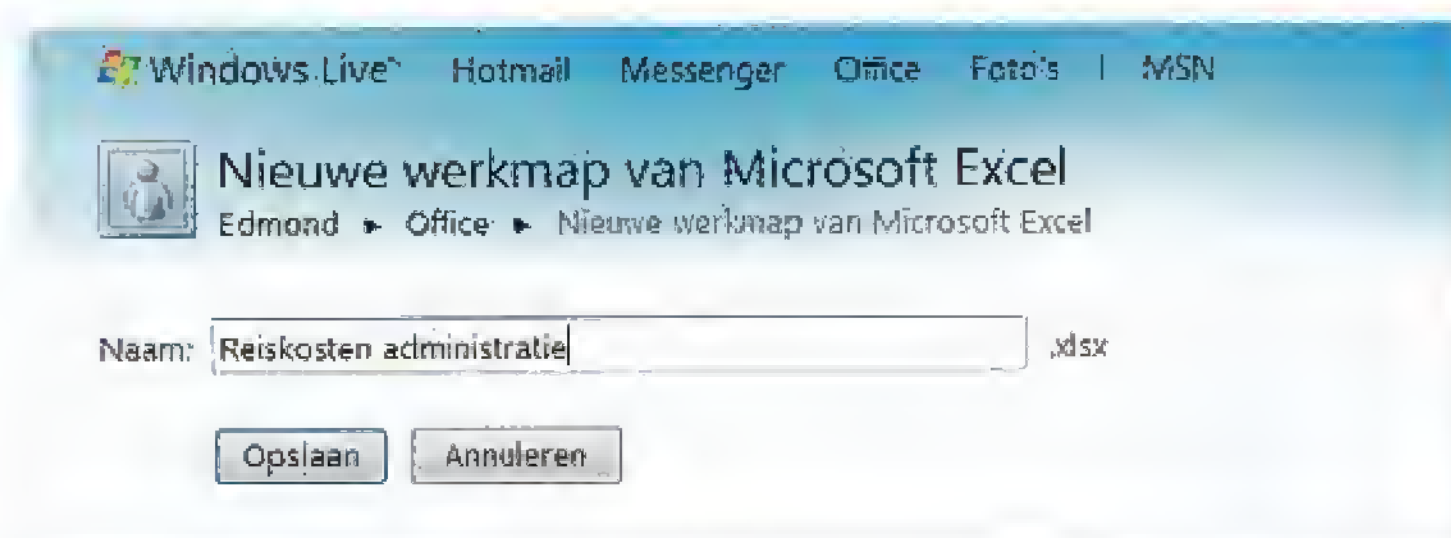 Windows Live™ Hotmail Messenger Office Foto's | MSN
Nieuwe werkmap van Microsoft Excel
Edmond ► Office ► Nieuwe werkmap van Microsoft Excel
Naam: Reiskosten administratie .xlsx
Opslaan Annuleren